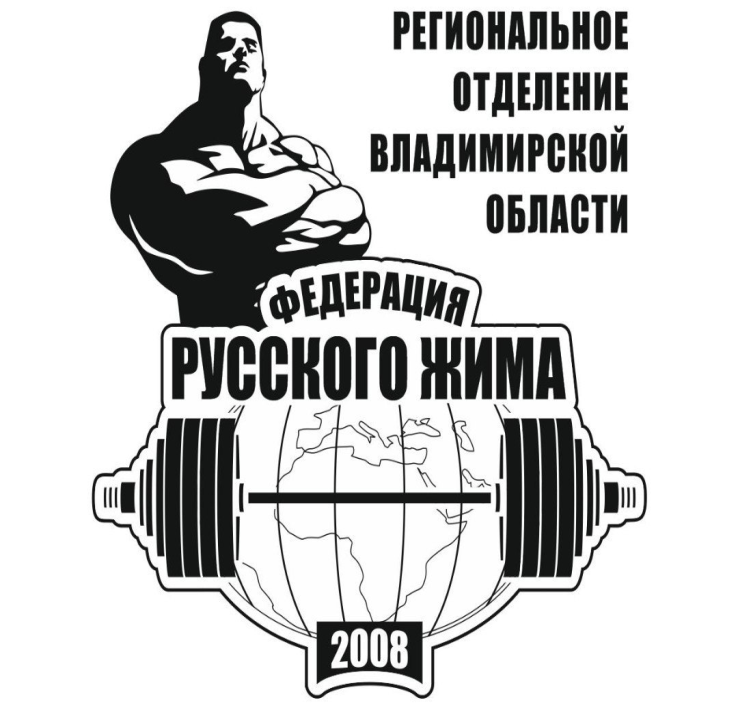 РЕГИОНАЛЬНОЕ
ОТДЕЛЕНИЕ
ВЛАДИМИРСКОЙ
ОБЛАСТИ
ФЕДЕРАЦИЯ
РУССКОГО ЖИМА
2008